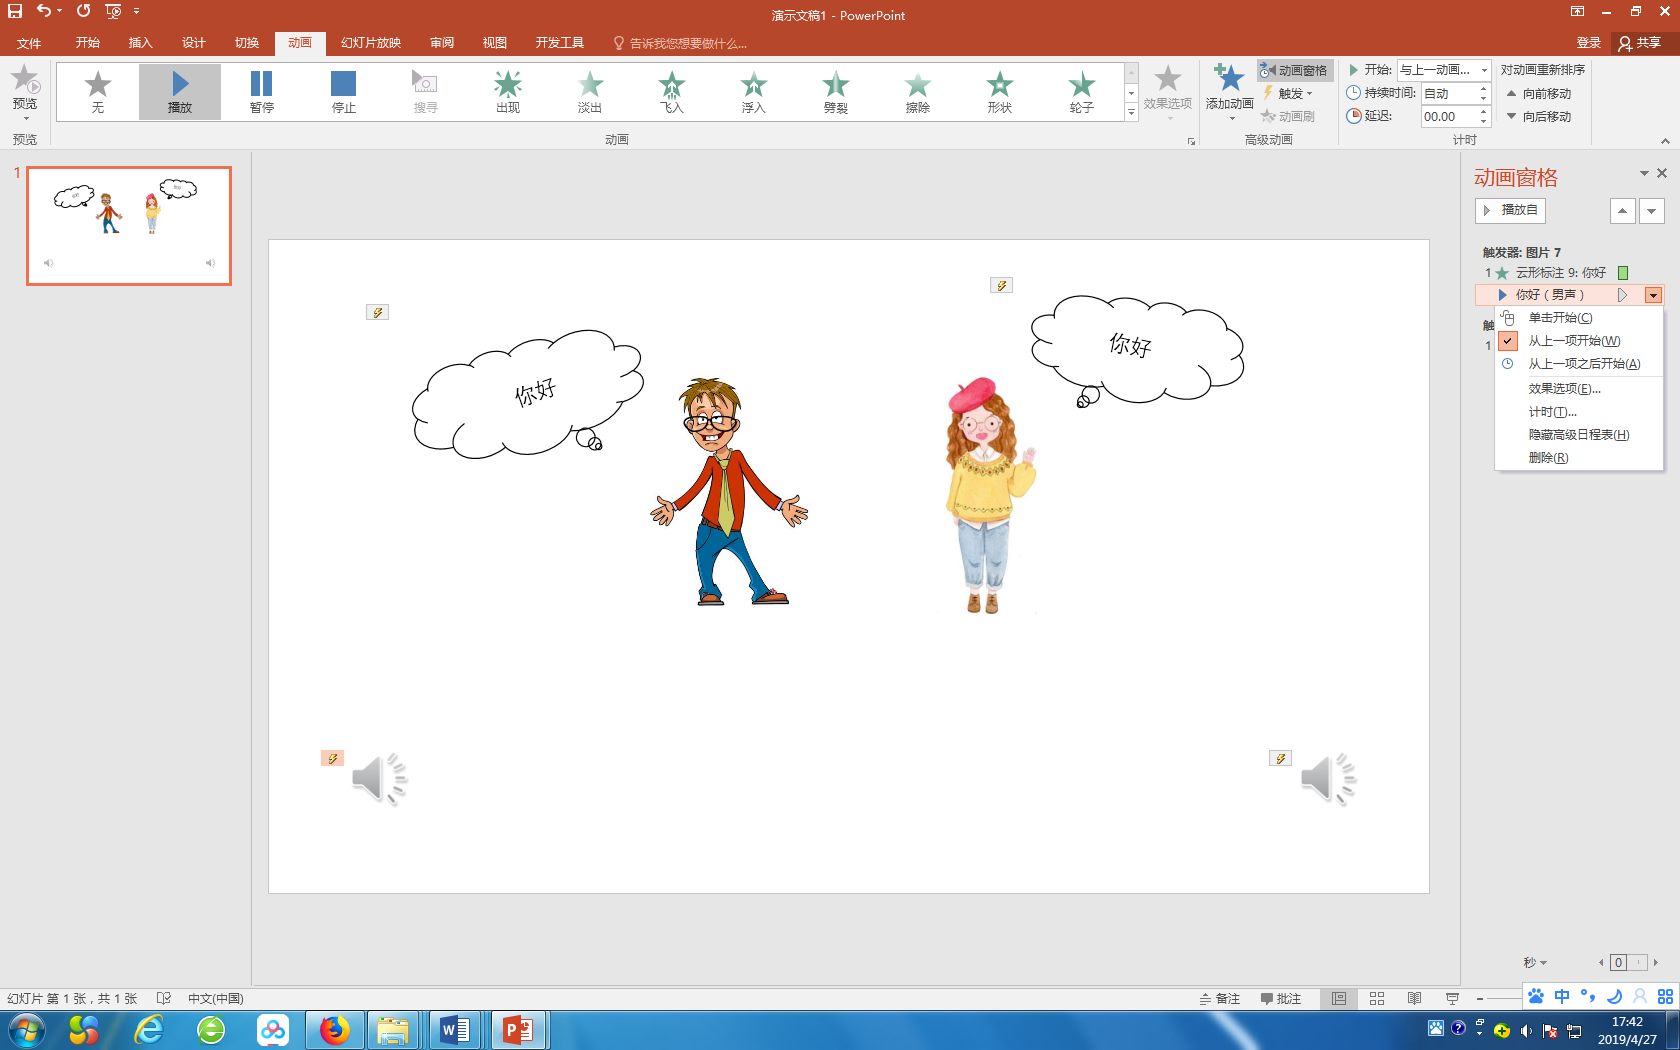 演示文稿1 - PowerPoint
文件 开始 插入 设计 切换 动画 幻灯片放映 审阅 视图 开发工具 告诉我您想要做什么... 登录 共享
预览 无 播放 暂停 停止 搜寻 出现 淡出 飞入 浮入 劈裂 擦除 形状 轮子 效果选项 添加动画
动画窗格
触发
动画刷
开始: 与上一动画...
持续时间: 自动
延迟: 00.00
对动画重新排序
向前移动
向后移动
预览 动画 高级动画 计时
1
你好
你好
动画窗格
播放自
触发器: 图片 7
1 云形标注 9: 你好
你好（男声）
触
1
单击开始(C)
从上一项开始(W)
从上一项之后开始(A)
效果选项(E)...
计时(T)...
隐藏高级日程表(H)
删除(R)
秒 0
幻灯片 第 1 张，共 1 张 中文(中国) 备注 批注
中
17:42
2019/4/27